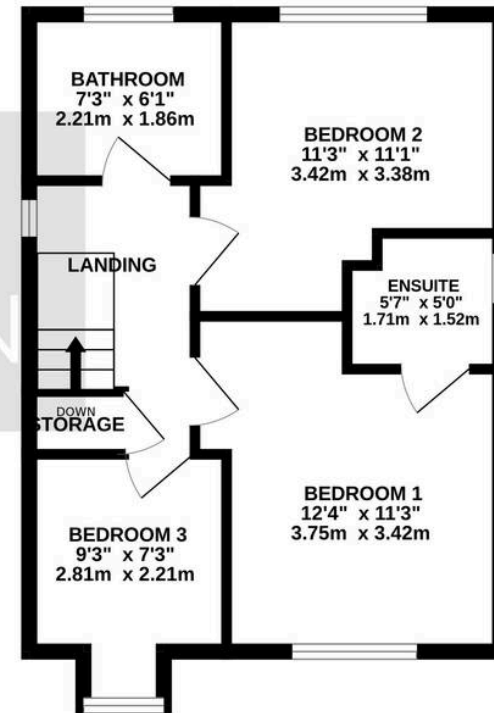 BATHROOM
7'3" x 6'1"
2.21m x 1.86m
BEDROOM 2
11'3" x 11'1"
3.42m x 3.38m
LANDING
ENSUITE
5'7" x 5'0"
1.71m x 1.52m
DOWN
STORAGE
BEDROOM 1
12'4" x 11'3"
3.75m x 3.42m
BEDROOM 3
9'3" x 7'3"
2.81m x 2.21m